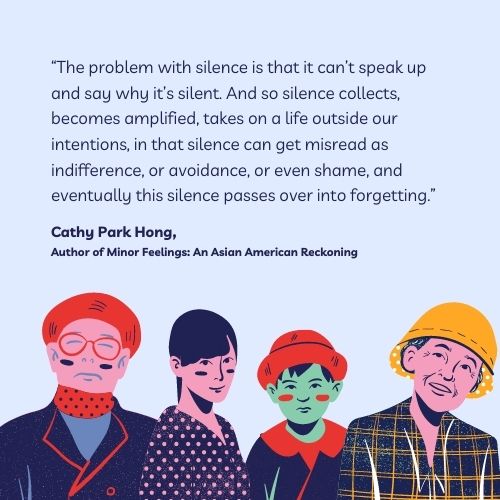 “The problem with silence is that it can’t speak up
and say why it’s silent. And so silence collects,
becomes amplified, takes on a life outside our
intentions, in that silence can get misread as
indifference, or avoidance, or even shame, and
eventually this silence passes over into forgetting.”
Cathy Park Hong,
Author of Minor Feelings: An Asian American Reckoning